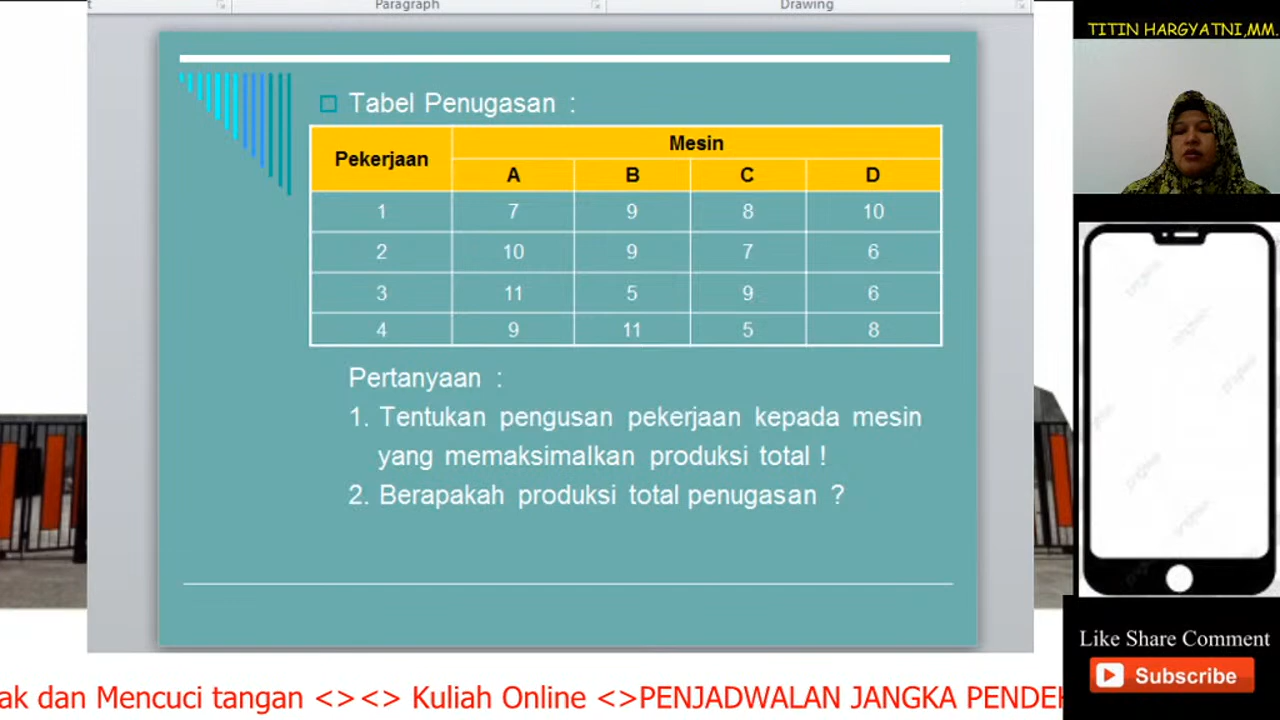 Paragraph Drawing
TITIN HARGYATNI,MM.
Tabel Penugasan :
Pekerjaan Mesin
A B C D
1 7 9 8 10
2 10 9 7 6
3 11 5 9 6
4 9 11 5 8
Pertanyaan :
1. Tentukan pengusan pekerjaan kepada mesin
yang memaksimalkan produksi total !
2. Berapakah produksi total penugasan ?
Like Share Comment
Subscribe
dan Mencuci tangan <><> Kuliah Online <>PENJADWALAN JANGKA